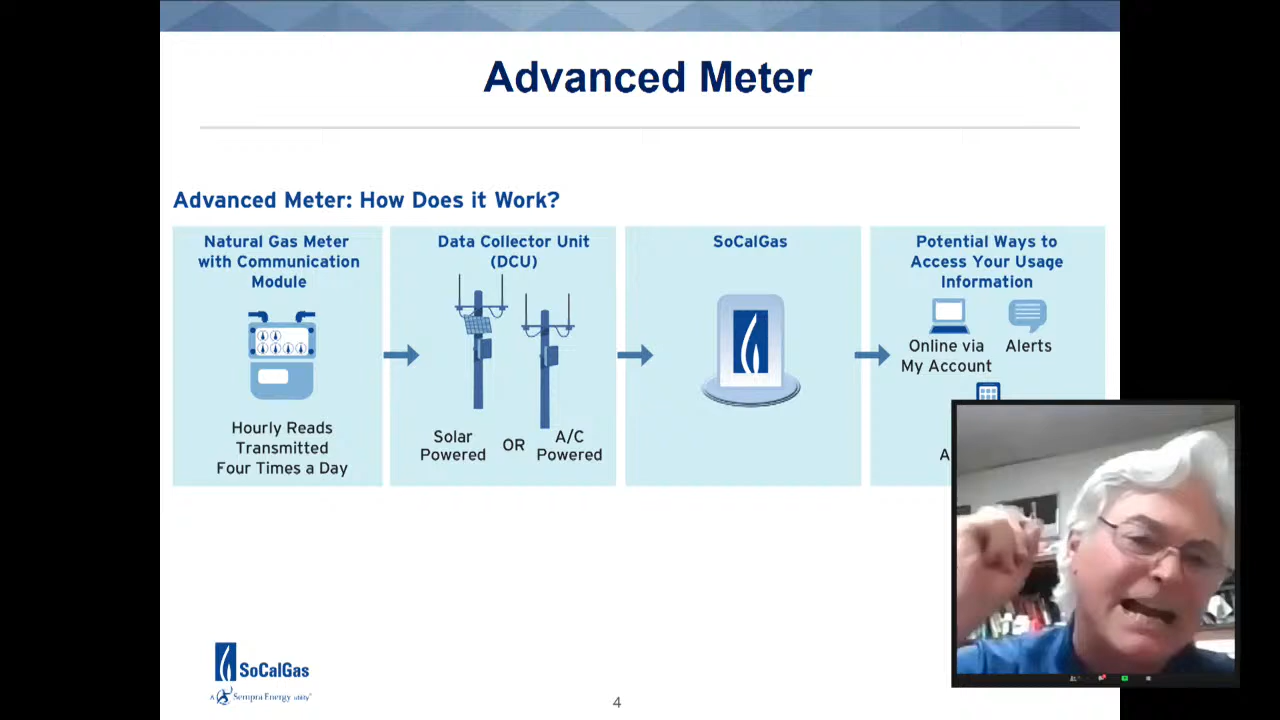 Advanced Meter
Advanced Meter: How Does it Work?
Natural Gas Meter
with Communication
Module
Hourly Reads
Transmitted
Four Times a Day
Data Collector Unit
(DCU)
Solar
Powered
OR
A/C
Powered
SoCalGas
Potential Ways to
Access Your Usage
Information
Online via
My Account
Alerts
A
SoCalGas
A Sempra Energy utility
4